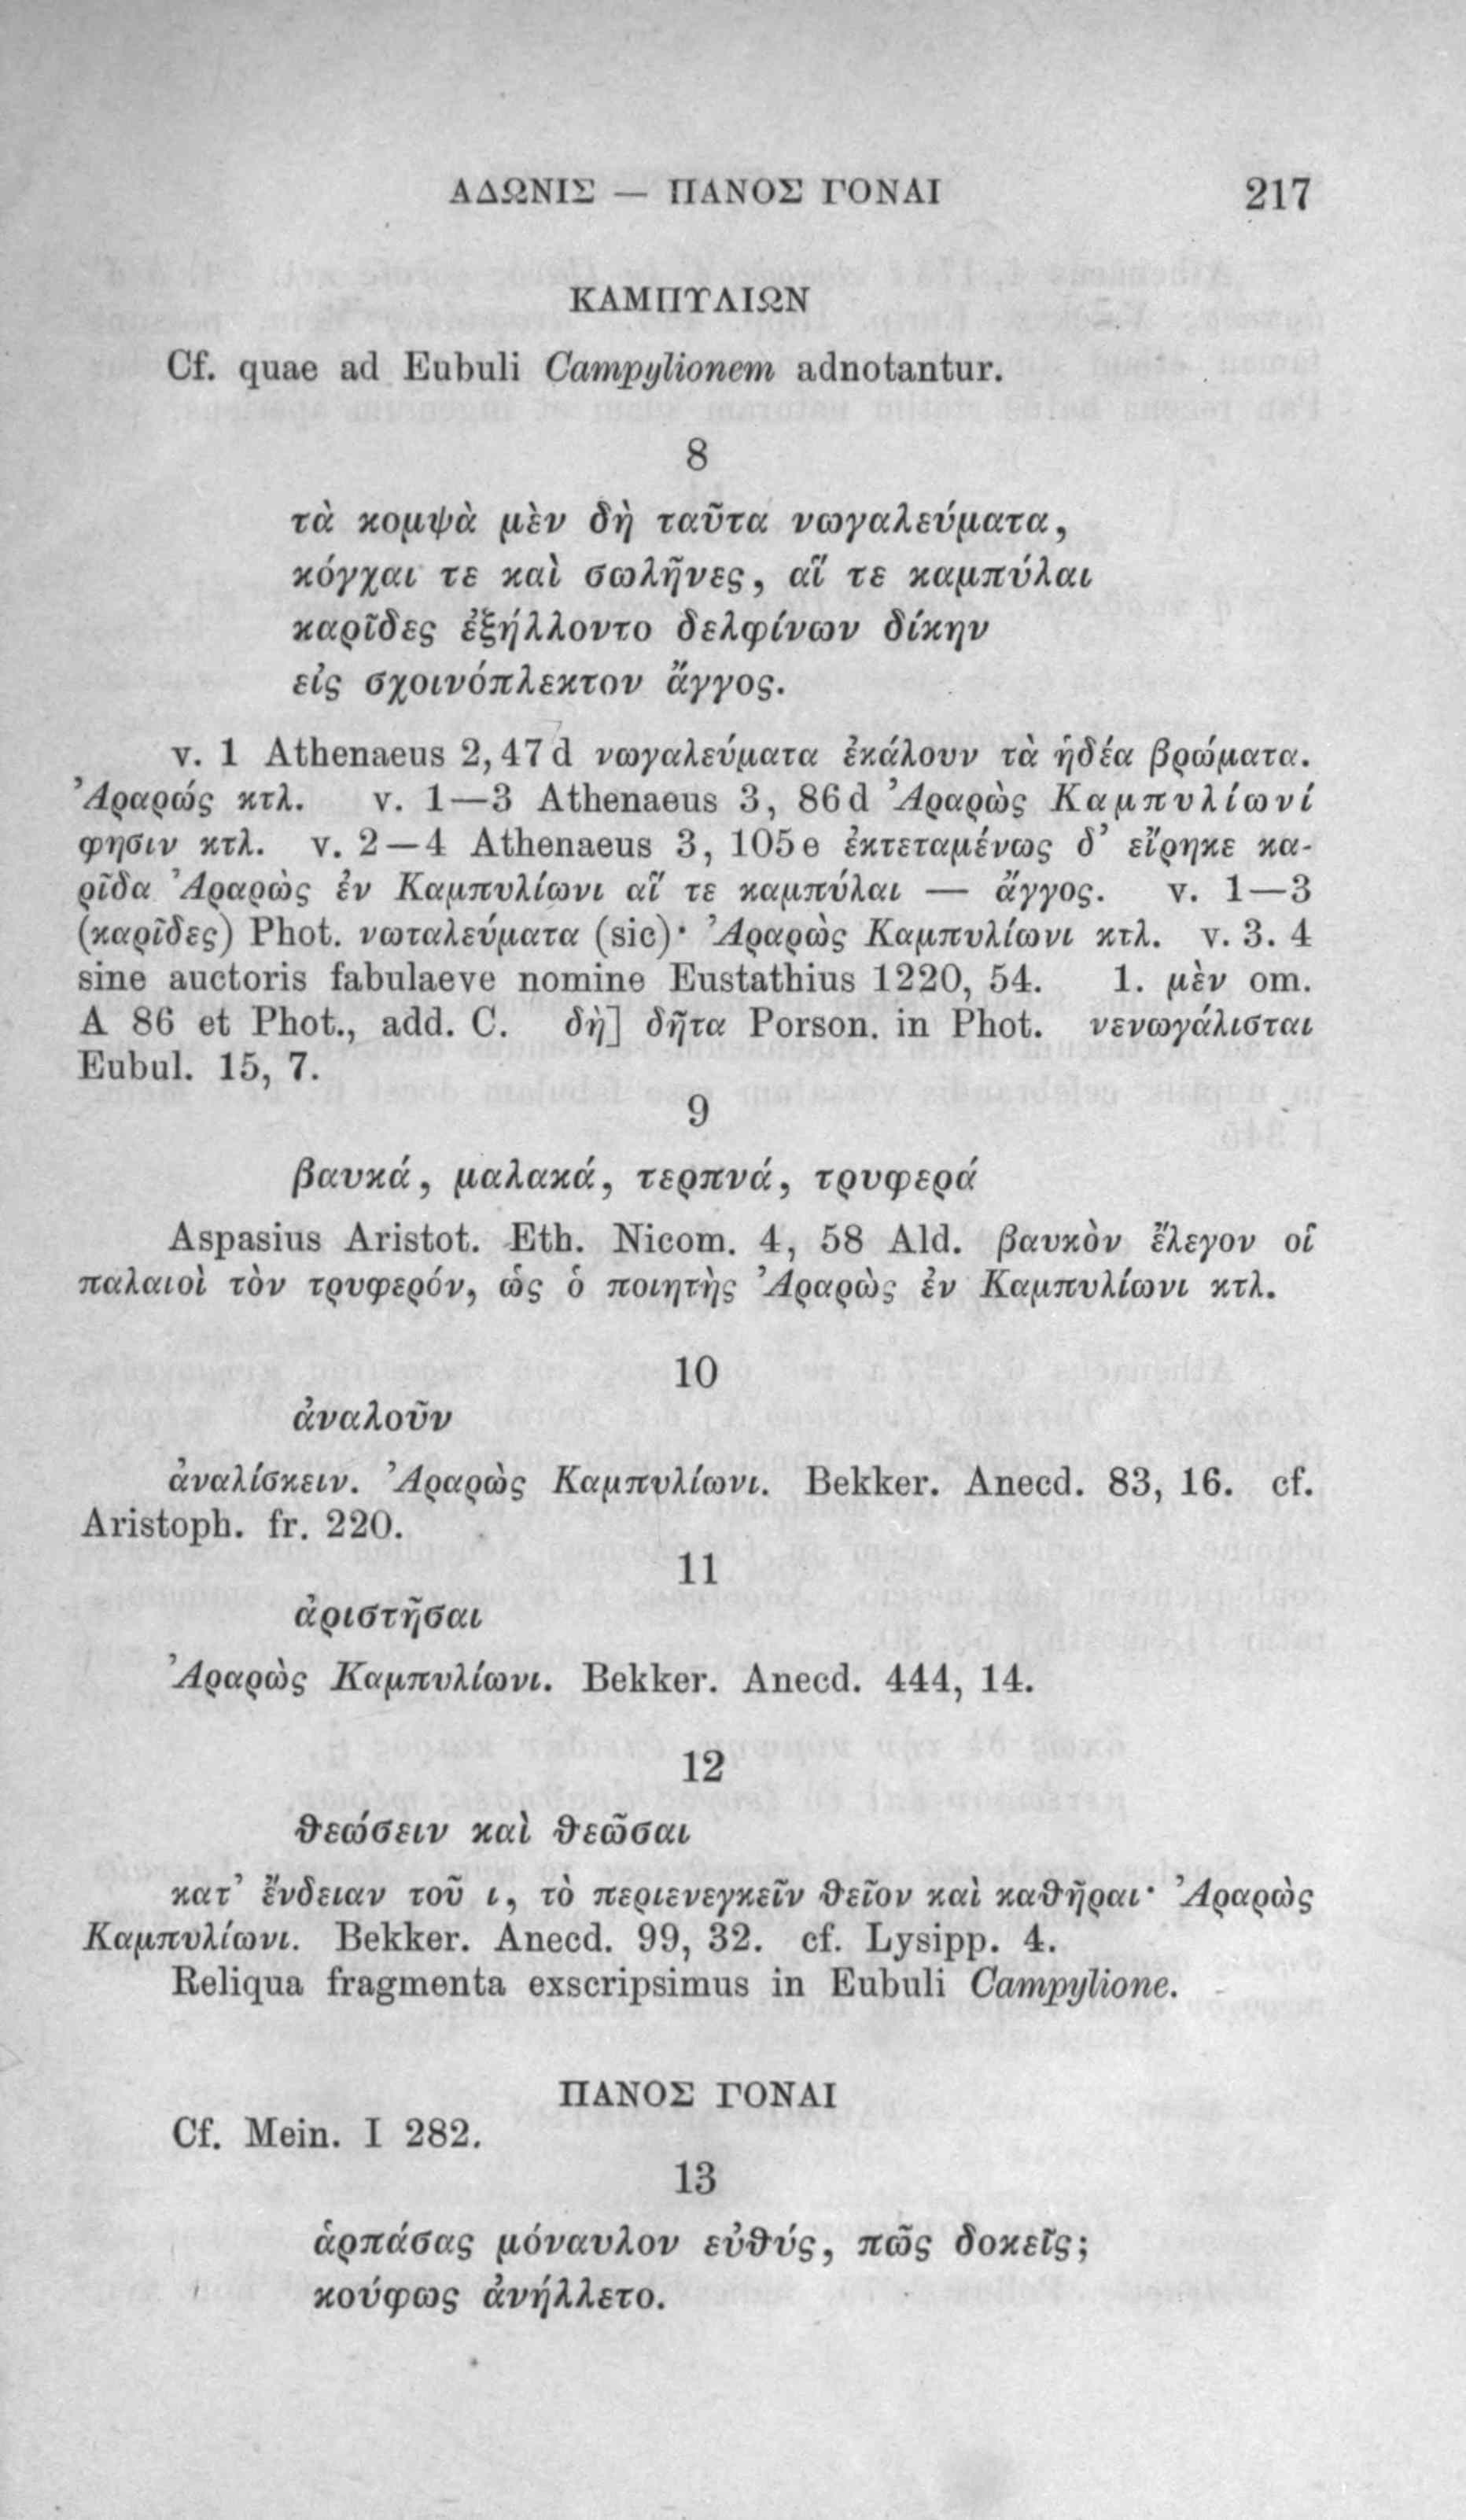 ΑΔΩΝΙΣ — ΠΑΝΟΣ ΓΟΝΑΙ 217
ΚΑΜΠΥΛΙΩΝ
Cf. quae ad Eubuli Campylionem adnotantur.
8
τὰ κομψὰ μὲν δὴ ταῦτα νωγαλεύματα,
κόγχαι τε καὶ σωλῆνες, αἵ τε καμπύλαι
καρῖδες ἐξήλλοντο δελφίνων δίκην
εἰς σχοινόπλεκτον ἄγγος.
v. 1 Athenaeus 2, 47 d νωγαλεύματα ἐκάλουν τὰ ἡδέα βρώματα.
Ἀραρώς κτλ. v. 1—3 Athenaeus 3, 86 d Ἀραρὼς Καμπυλίωνί
φησιν κτλ. v. 2—4 Athenaeus 3, 105 e ἐκτεταμένως δ’ εἴρηκε κα-
ρῖδα Ἀραρὼς ἐν Καμπυλίωνι αἵ τε καμπύλαι — ἄγγος. v. 1—3
(καρῖδες) Phot. νωταλεύματα (sic)· Ἀραρὼς Καμπυλίωνι κτλ. v. 3. 4
sine auctoris fabulaeve nomine Eustathius 1220, 54. 1. μὲν om.
A 86 et Phot., add. C. δὴ] δῆτα Porson. in Phot. νενωγάλισται
Eubul. 15, 7.
9
βαυκά, μαλακά, τερπνά, τρυφερά
Aspasius Aristot. Eth. Nicom. 4, 58 Ald. βαυκὸν ἔλεγον οἱ
παλαιοὶ τὸν τρυφερόν, ὡς ὁ ποιητὴς Ἀραρὼς ἐν Καμπυλίωνι κτλ.
10
ἀναλοῦν
ἀναλίσκειν. Ἀραρὼς Καμπυλίωνι. Bekker. Anecd. 83, 16. cf.
Aristoph. fr. 220.
11
ἀριστῆσαι
Ἀραρὼς Καμπυλίωνι. Bekker. Anecd. 444, 14.
12
θεώσειν καὶ θεῶσαι
κατ’ ἔνδειαν τοῦ ι, τὸ περιενεγκεῖν θεῖον καὶ καθῆραι· Ἀραρὼς
Καμπυλίωνι. Bekker. Anecd. 99, 32. cf. Lysipp. 4.
Reliqua fragmenta exscripsimus in Eubuli Campylione.
ΠΑΝΟΣ ΓΟΝΑΙ
Cf. Mein. I 282.
13
ἁρπάσας μόναυλον εὐθύς, πῶς δοκεῖς;
κούφως ἀνήλλετο.